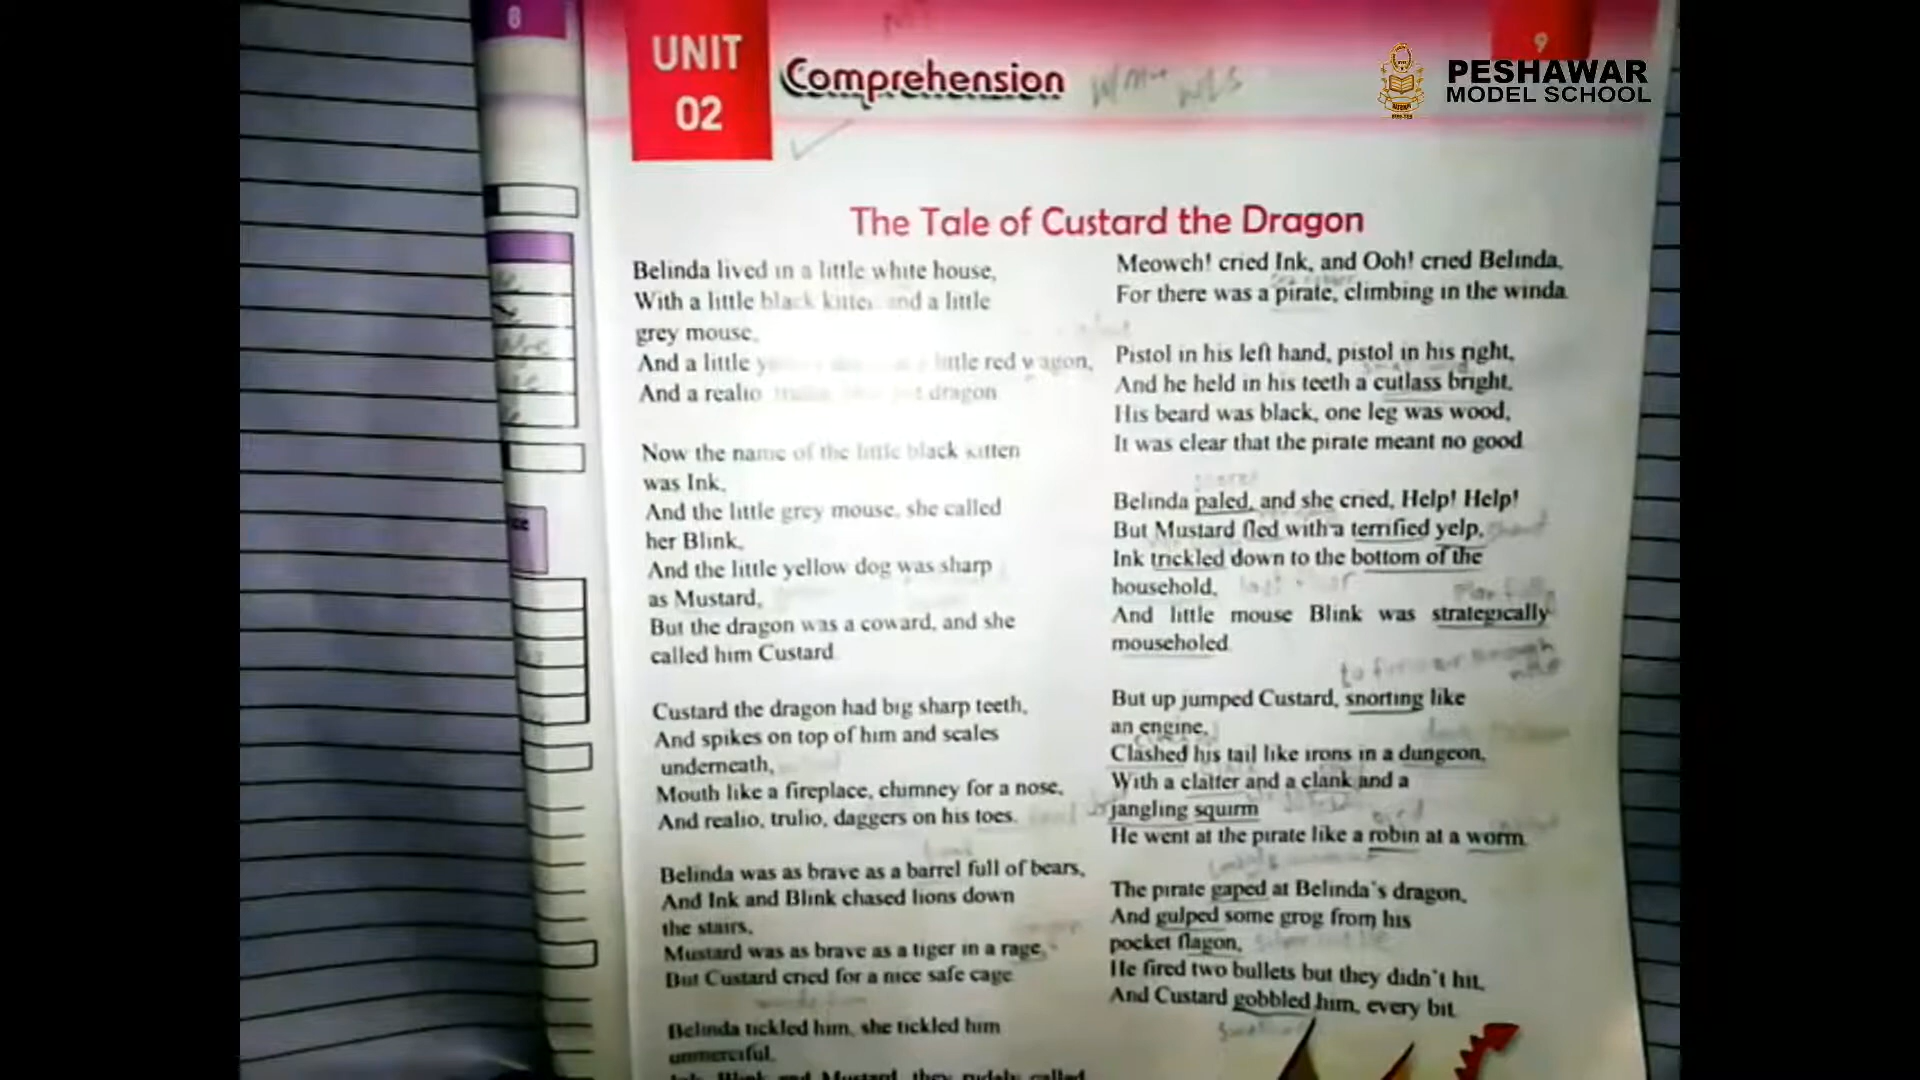 8
UNIT
02
Comprehension
9
PESHAWAR
MODEL SCHOOL
The Tale of Custard the Dragon
Belinda lived in a little white house,
With a little black kitten and a little
grey mouse,
And a little little red wagon,
And a realio dragon
Now the name of the little black kitten
was Ink,
And the little grey mouse, she called
her Blink,
And the little yellow dog was sharp
as Mustard,
But the dragon was a coward, and she
called him Custard
Custard the dragon had big sharp teeth,
And spikes on top of him and scales
underneath,
Mouth like a fireplace, chimney for a nose,
And realio, trulio, daggers on his toes.
Belinda was as brave as a barrel full of bears,
And Ink and Blink chased lions down
the stairs,
Mustard was as brave as a tiger in a rage,
But Custard cried for a nice safe cage
Belinda tickled him, she tickled him
unmerciful,
Ink, Blink and Mustard, they rudely called
Meowch! cried Ink, and Ooh! cried Belinda,
For there was a pirate, climbing in the winda
Pistol in his left hand, pistol in his right,
And he held in his teeth a cutlass bright,
His beard was black, one leg was wood,
It was clear that the pirate meant no good
Belinda paled, and she cried, Help! Help!
But Mustard fled with a terrified yelp,
Ink trickled down to the bottom of the
household,
And little mouse Blink was strategically
mouseholed
But up jumped Custard, snorting like
an engine,
Clashed his tail like irons in a dungeon,
With a clatter and a clank and a
jangling squirm
He went at the pirate like a robin at a worm
The pirate gaped at Belinda's dragon,
And gulped some grog from his
pocket flagon,
He fired two bullets but they didn't hit,
And Custard gobbled him, every bit